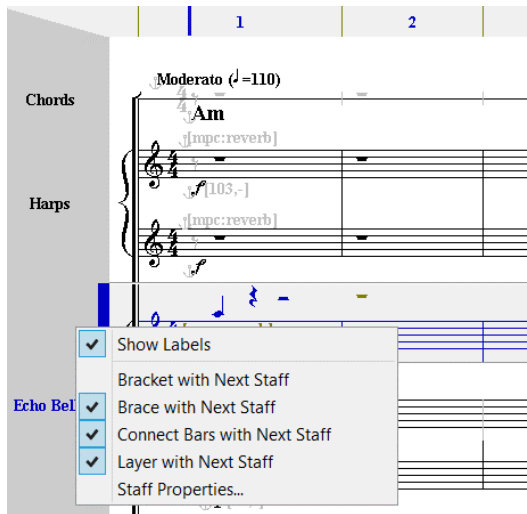 1 2
Moderato (♩=110)
Chords
Am
[mpc:reverb]
Harps
f [103,-]
[mpc:reverb]
f
Show Labels
Bracket with Next Staff
Echo Bel
Brace with Next Staff
Connect Bars with Next Staff
Layer with Next Staff
Staff Properties...